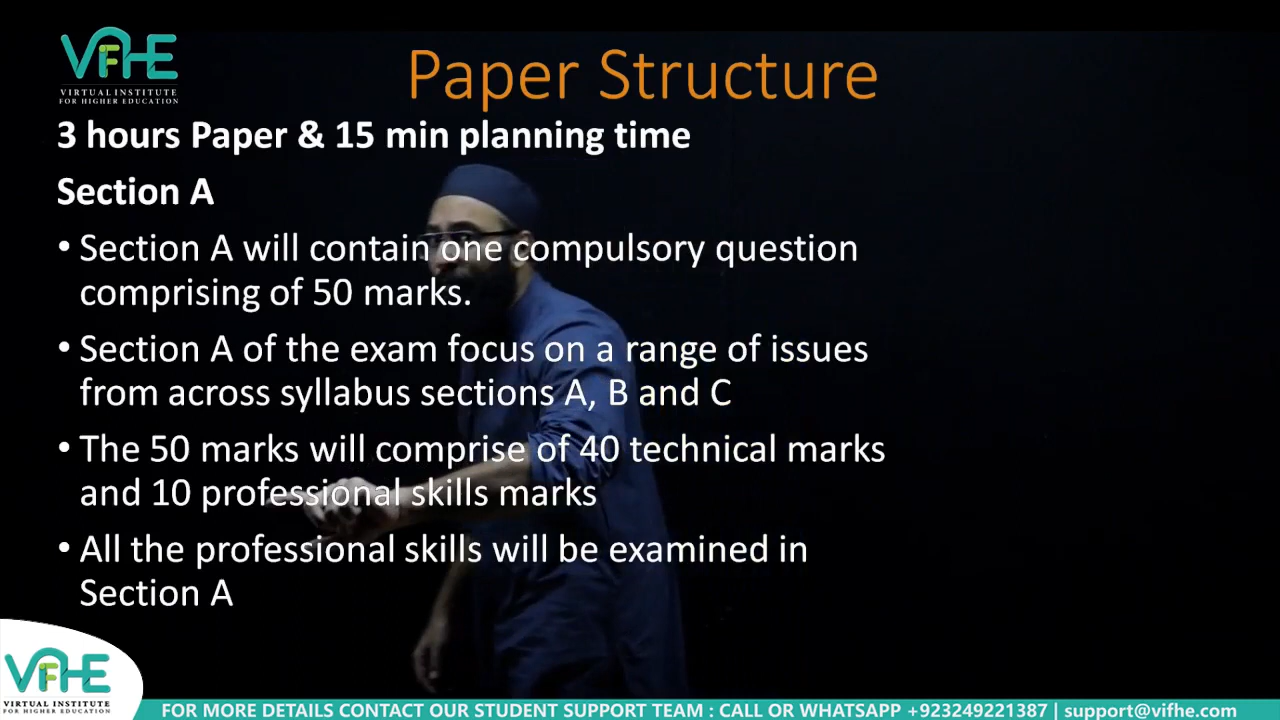 VIFHE
VIRTUAL INSTITUTE
FOR HIGHER EDUCATION
Paper Structure
3 hours Paper & 15 min planning time
Section A
• Section A will contain one compulsory question
comprising of 50 marks.
• Section A of the exam focus on a range of issues
from across syllabus sections A, B and C
• The 50 marks will comprise of 40 technical marks
and 10 professional skills marks
• All the professional skills will be examined in
Section A
VIFHE
VIRTUAL INSTITUTE
FOR HIGHER EDUCATION
FOR MORE DETAILS CONTACT OUR STUDENT SUPPORT TEAM : CALL OR WHATSAPP +923249221387 | support@vifhe.com